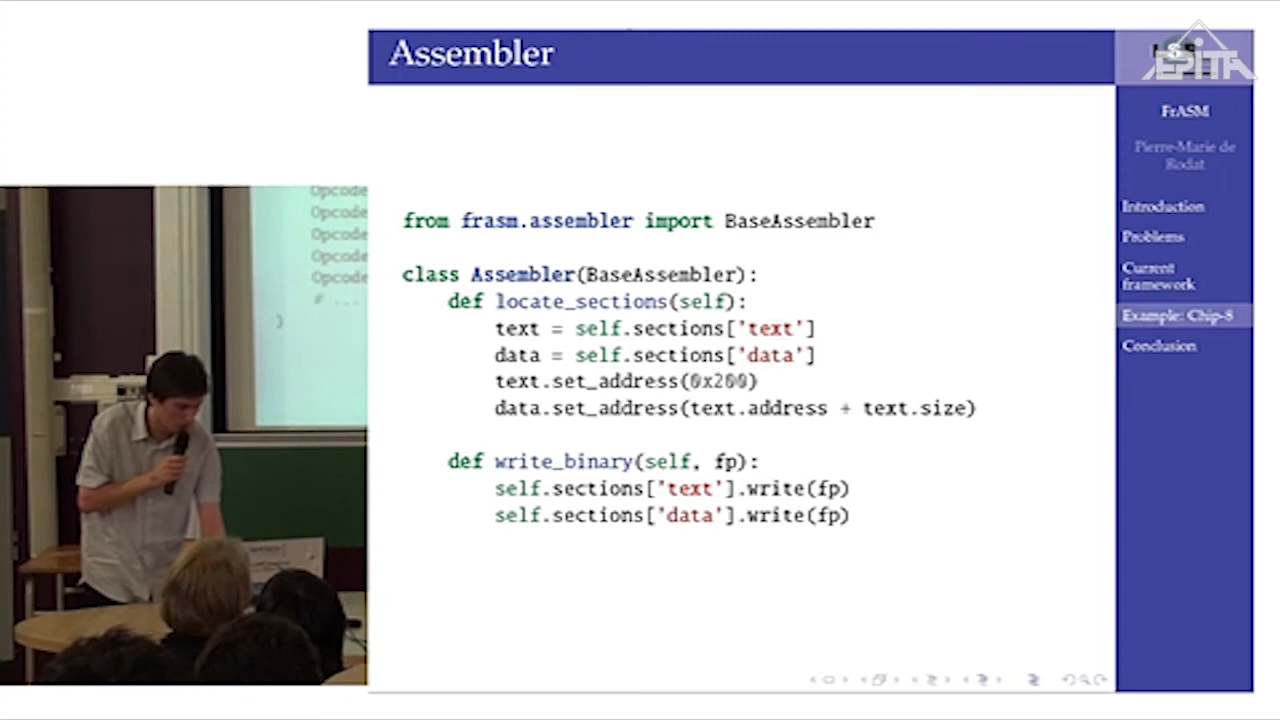 Assembler
EPITA
FrASM
Pierre-Marie de
Rodat
Introduction
Problems
Current
framework
Example: Chip-8
Conclusion
from frasm.assembler import BaseAssembler
class Assembler(BaseAssembler):
def locate_sections(self):
text = self.sections['text']
data = self.sections['data']
text.set_address(0x200)
data.set_address(text.address + text.size)
def write_binary(self, fp):
self.sections['text'].write(fp)
self.sections['data'].write(fp)
Opcode
Opcode
Opcode
Opcode
Opcode
# ...
)